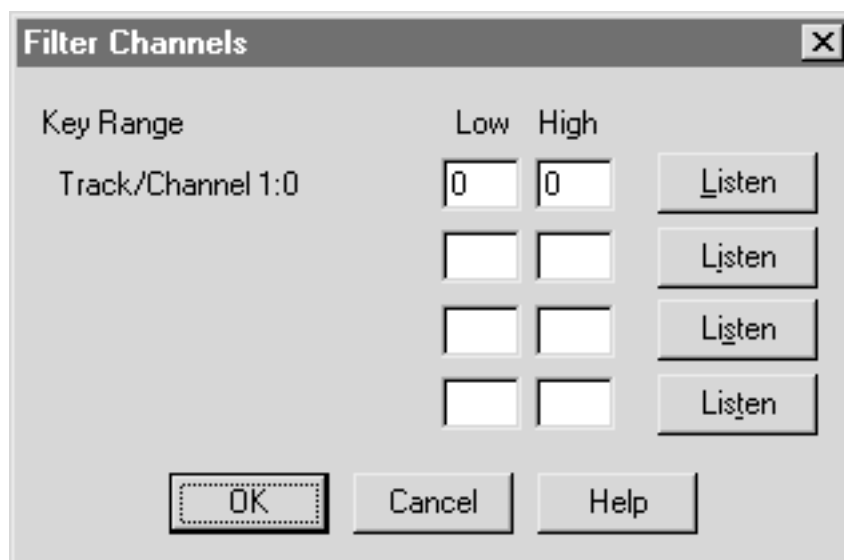 Filter Channels
Key Range Low High
Track/Channel 1:0 0 0 Listen
Listen
Listen
Listen
OK Cancel Help